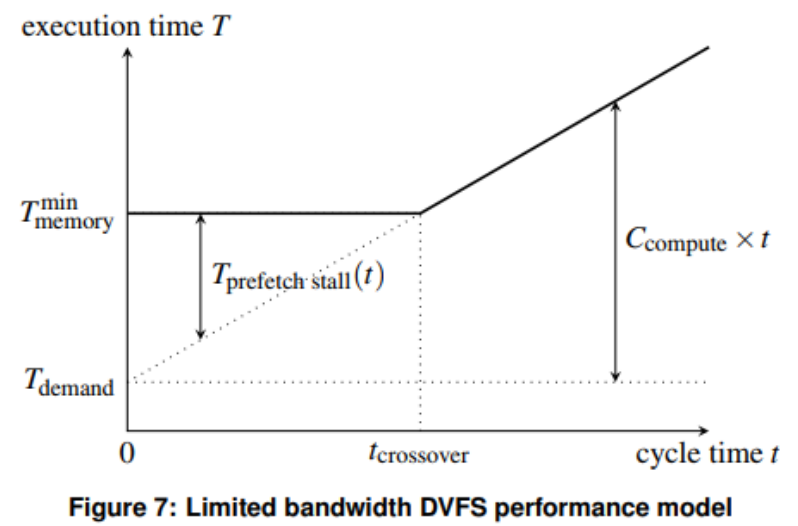 execution time T
T^min_memory
T_prefetch stall(t)
C_compute × t
T_demand
0
t_crossover
cycle time t
Figure 7: Limited bandwidth DVFS performance model